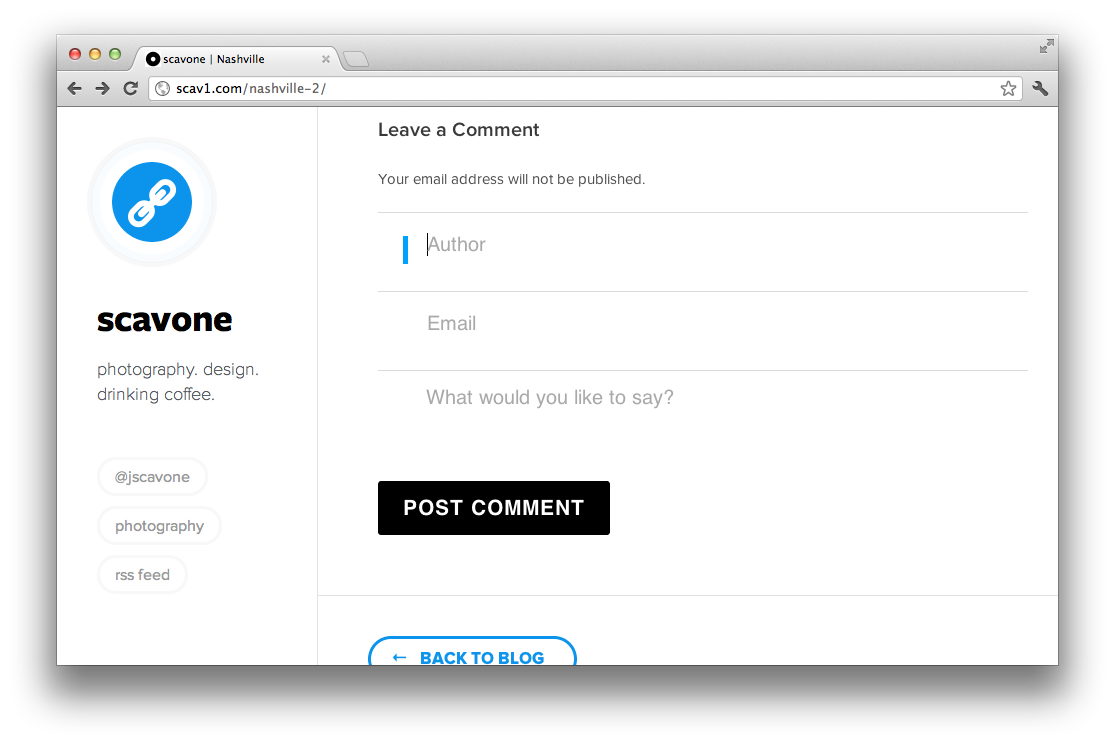 scavone | Nashville
scav1.com/nashville-2/
scavone
photography. design.
drinking coffee.
@jscavone
photography
rss feed
Leave a Comment
Your email address will not be published.
Author
Email
What would you like to say?
POST COMMENT
← BACK TO BLOG